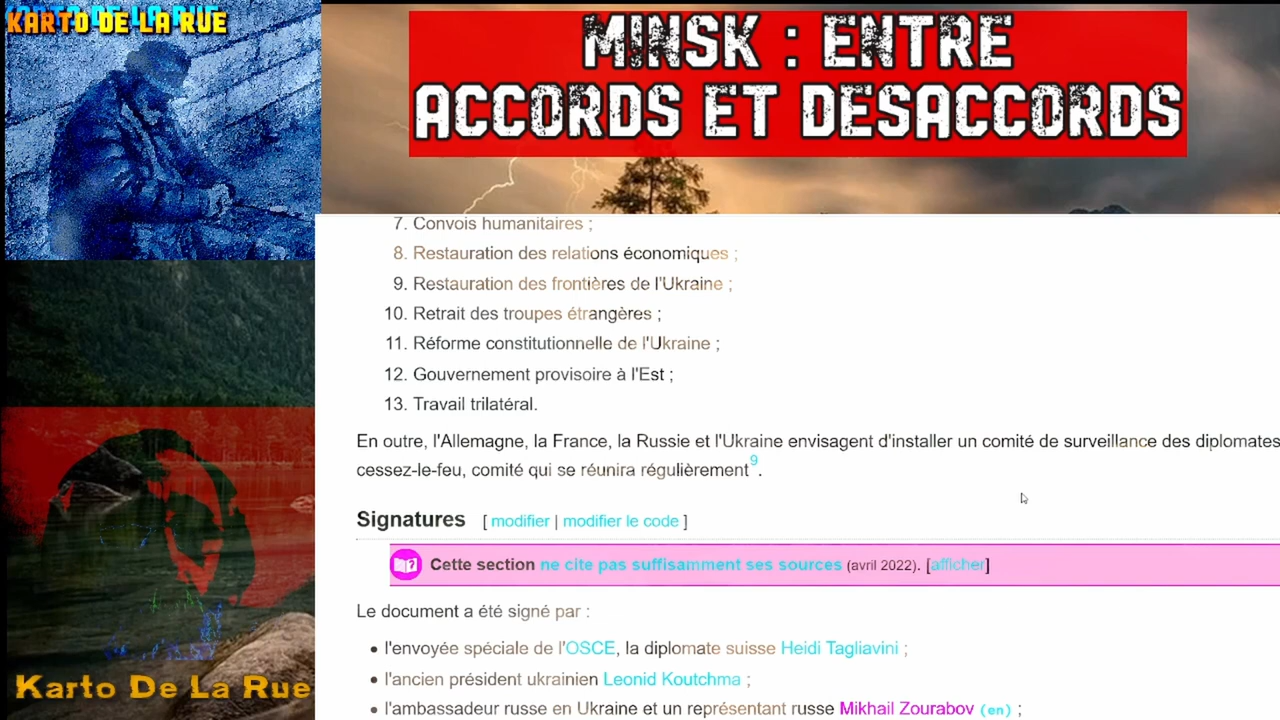 KARTO DE LA RUE
MINSK : ENTRE
ACCORDS ET DESACCORDS
7. Convois humanitaires ;
8. Restauration des relations économiques ;
9. Restauration des frontières de l'Ukraine ;
10. Retrait des troupes étrangères ;
11. Réforme constitutionnelle de l'Ukraine ;
12. Gouvernement provisoire à l'Est ;
13. Travail trilatéral.
En outre, l'Allemagne, la France, la Russie et l'Ukraine envisagent d'installer un comité de surveillance des diplomates
cessez-le-feu, comité qui se réunira régulièrement9.
Signatures [ modifier | modifier le code ]
Cette section ne cite pas suffisamment ses sources (avril 2022). [afficher]
Le document a été signé par :
• l'envoyée spéciale de l'OSCE, la diplomate suisse Heidi Tagliavini ;
• l'ancien président ukrainien Leonid Koutchma ;
• l'ambassadeur russe en Ukraine et un représentant russe Mikhail Zourabov (en) ;
Karto De La Rue